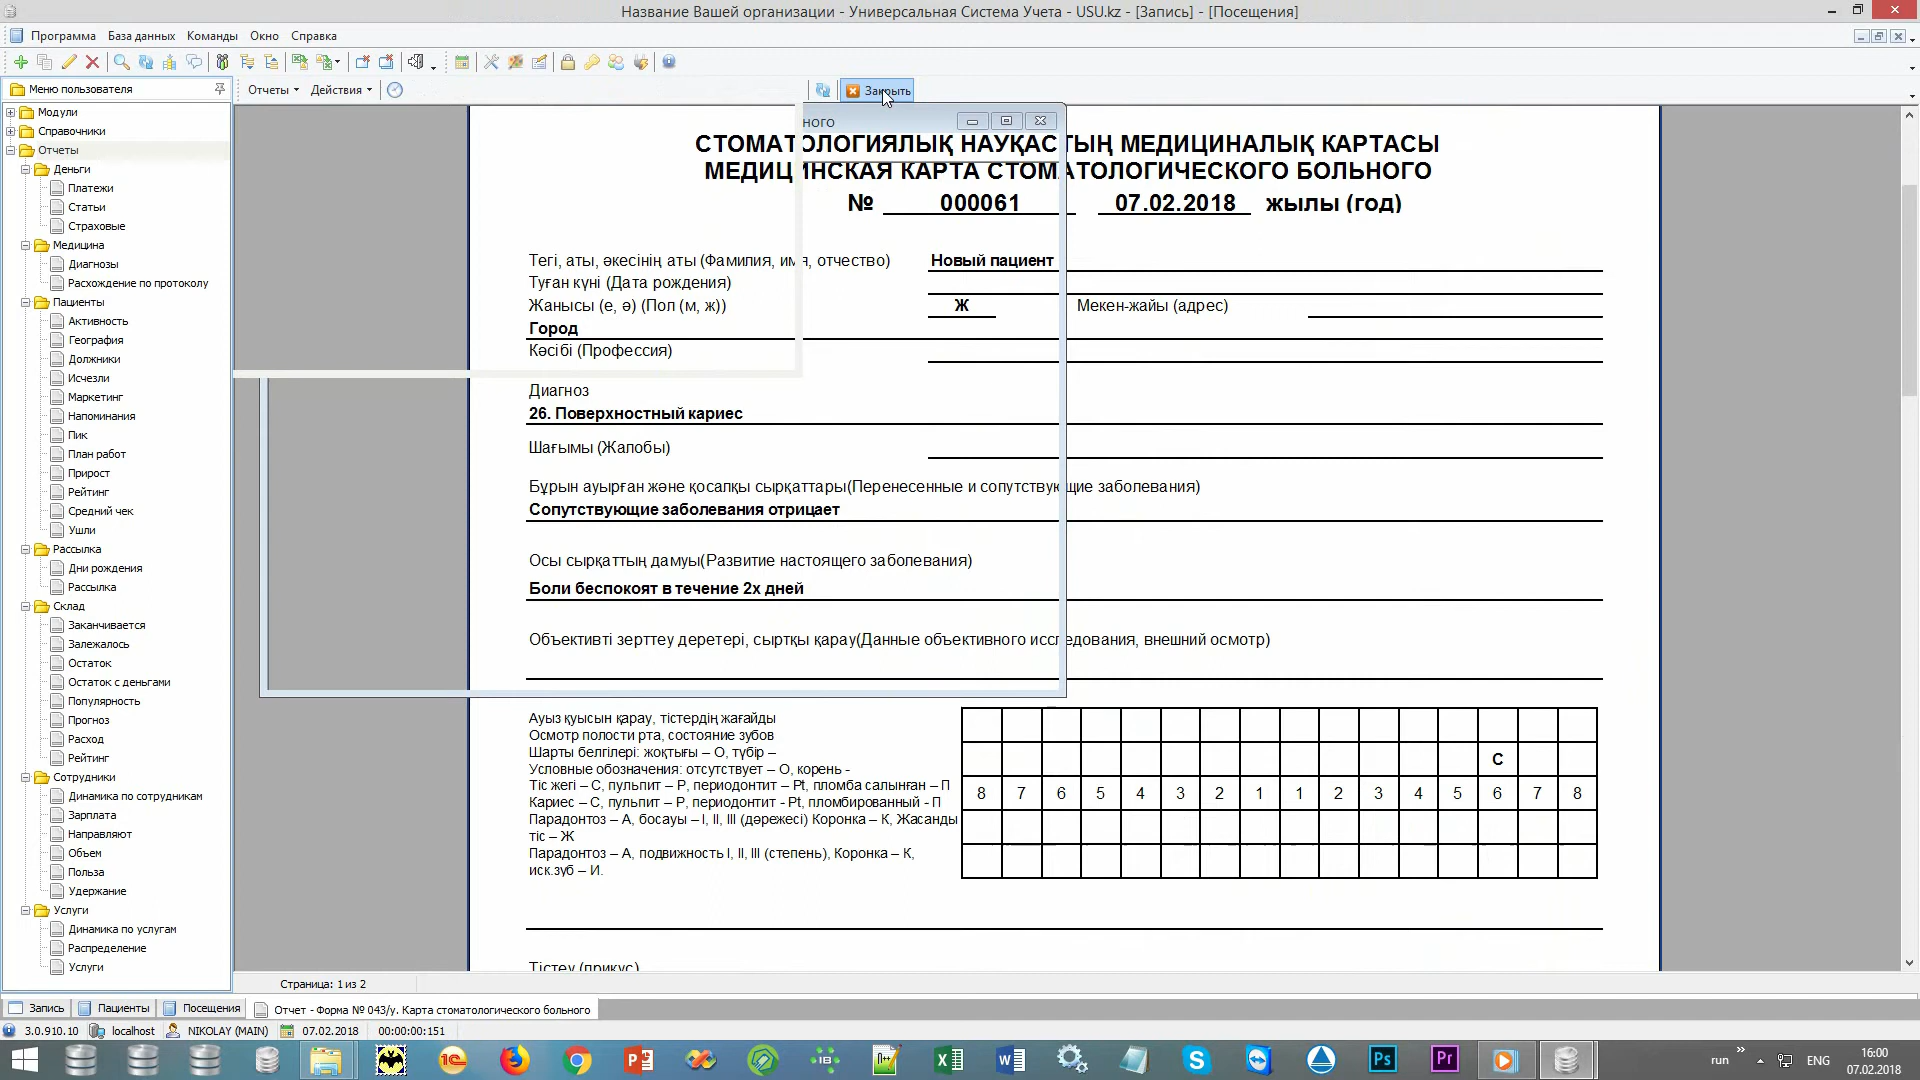 Название Вашей организации - Универсальная Система Учета - USU.kz - [Запись] - [Посещения]
Программа База данных Команды Окно Справка
Меню пользователя
Отчеты Действия Закрыть
Модули
Справочники
Отчеты
Деньги
Платежи
Статьи
Страховые
Медицина
Диагнозы
Расхождение по протоколу
Пациенты
Активность
География
Должники
Исчезли
Маркетинг
Напоминания
Пик
План работ
Прирост
Рейтинг
Средний чек
Ушли
Рассылка
Дни рождения
Рассылка
Склад
Заканчивается
Залежалось
Остаток
Остаток с деньгами
Популярность
Прогноз
Расход
Рейтинг
Сотрудники
Динамика по сотрудникам
Зарплата
Направляют
Объем
Польза
Удержание
Услуги
Динамика по услугам
Распределение
Услуги
ного
СТОМАТОЛОГИЯЛЫҚ НАУҚАСТЫҢ МЕДИЦИНАЛЫҚ КАРТАСЫ
МЕДИЦИНСКАЯ КАРТА СТОМАТОЛОГИЧЕСКОГО БОЛЬНОГО
№ 000061 07.02.2018 жылы (год)
Тегі, аты, әкесінің аты (Фамилия, имя, отчество) Новый пациент
Туған күні (Дата рождения)
Жанысы (е, ә) (Пол (м, ж)) Ж Мекен-жайы (адрес)
Город
Кәсібі (Профессия)
Диагноз
26. Поверхностный кариес
Шағымы (Жалобы)
Бұрын ауырған және қосалқы сырқаттары(Перенесенные и сопутствующие заболевания)
Сопутствующие заболевания отрицает
Осы сырқаттың дамуы(Развитие настоящего заболевания)
Боли беспокоят в течение 2х дней
Объективті зерттеу деретері, сыртқы қарау(Данные объективного исследования, внешний осмотр)
Ауыз қуысын қарау, тістердің жағайды
Осмотр полости рта, состояние зубов
Шарты белгілері: жоқтығы – О, түбір –
Условные обозначения: отсутствует – О, корень -
Тіс жегі – С, пульпит – Р, периодонтит – Pt, пломба салынған – П
Кариес – С, пульпит – Р, периодонтит - Pt, пломбированный - П
Парадонтоз – А, босауы – I, II, III (дәрежесі) Коронка – К, Жасанды
тіс – Ж
Парадонтоз – А, подвижность I, II, III (степень), Коронка – К,
иск.зуб – И.
С
8 7 6 5 4 3 2 1 1 2 3 4 5 6 7 8
Тістеу (прикус)
Страница: 1 из 2
Запись Пациенты Посещения Отчет - Форма № 043/у. Карта стоматологического больного
3.0.910.10 localhost NIKOLAY (MAIN) 07.02.2018 00:00:00:151
run ENG 16:00
07.02.2018